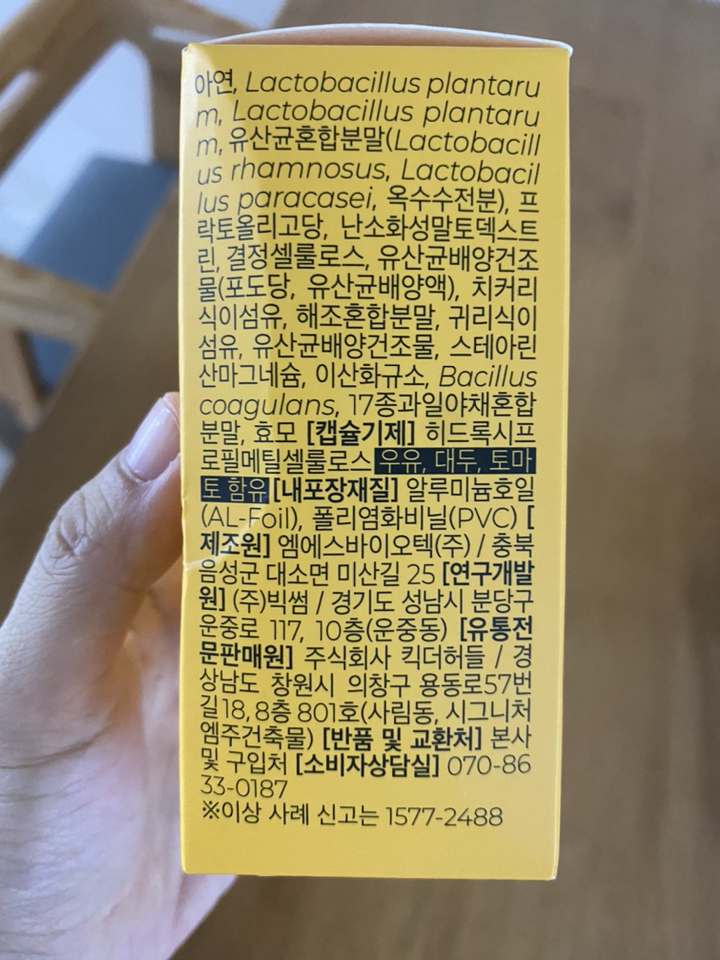 아연, Lactobacillus plantaru
m, Lactobacillus plantaru
m, 유산균혼합분말(Lactobacill
us rhamnosus, Lactobacil
lus paracasei, 옥수수전분), 프
락토올리고당, 난소화성말토덱스트
린, 결정셀룰로스, 유산균배양건조
물(포도당, 유산균배양액), 치커리
식이섬유, 해조혼합분말, 귀리식이
섬유, 유산균배양건조물, 스테아린
산마그네슘, 이산화규소, Bacillus
coagulans, 17종과일야채혼합
분말, 효모 [캡슐기제] 히드록시프
로필메틸셀룰로스 우유, 대두, 토마
토 함유 [내포장재질] 알루미늄호일
(AL-Foil), 폴리염화비닐(PVC) [
제조원] 엠에스바이오텍(주) / 충북
음성군 대소면 미산길 25 [연구개발
원] (주)빅썸 / 경기도 성남시 분당구
운중로 117, 10층(운중동) [유통전
문판매원] 주식회사 킥더허들 / 경
상남도 창원시 의창구 용동로57번
길 18, 8층 801호(사림동, 시그니처
엠주건축물) [반품 및 교환처] 본사
및 구입처 [소비자상담실] 070-86
33-0187
※이상 사례 신고는 1577-2488